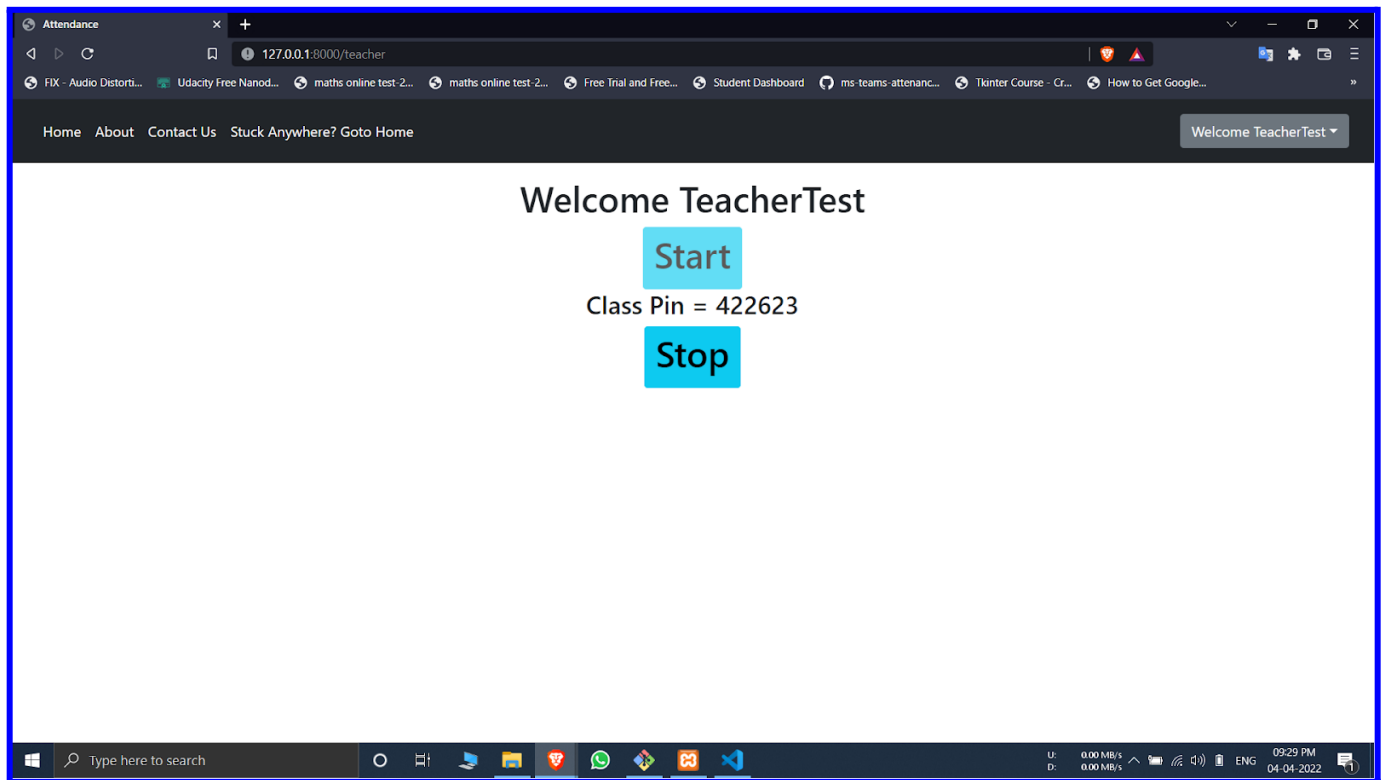 Attendance
127.0.0.1:8000/teacher
FIX - Audio Distorti... Udacity Free Nanod... maths online test-2... maths online test-2... Free Trial and Free... Student Dashboard ms-teams-attenanc... Tkinter Course - Cr... How to Get Google... »
Home About Contact Us Stuck Anywhere? Goto Home Welcome TeacherTest
Welcome TeacherTest
Start
Class Pin = 422623
Stop
Type here to search
U: 0.00 MB/s
D: 0.00 MB/s
ENG
09:29 PM
04-04-2022
1